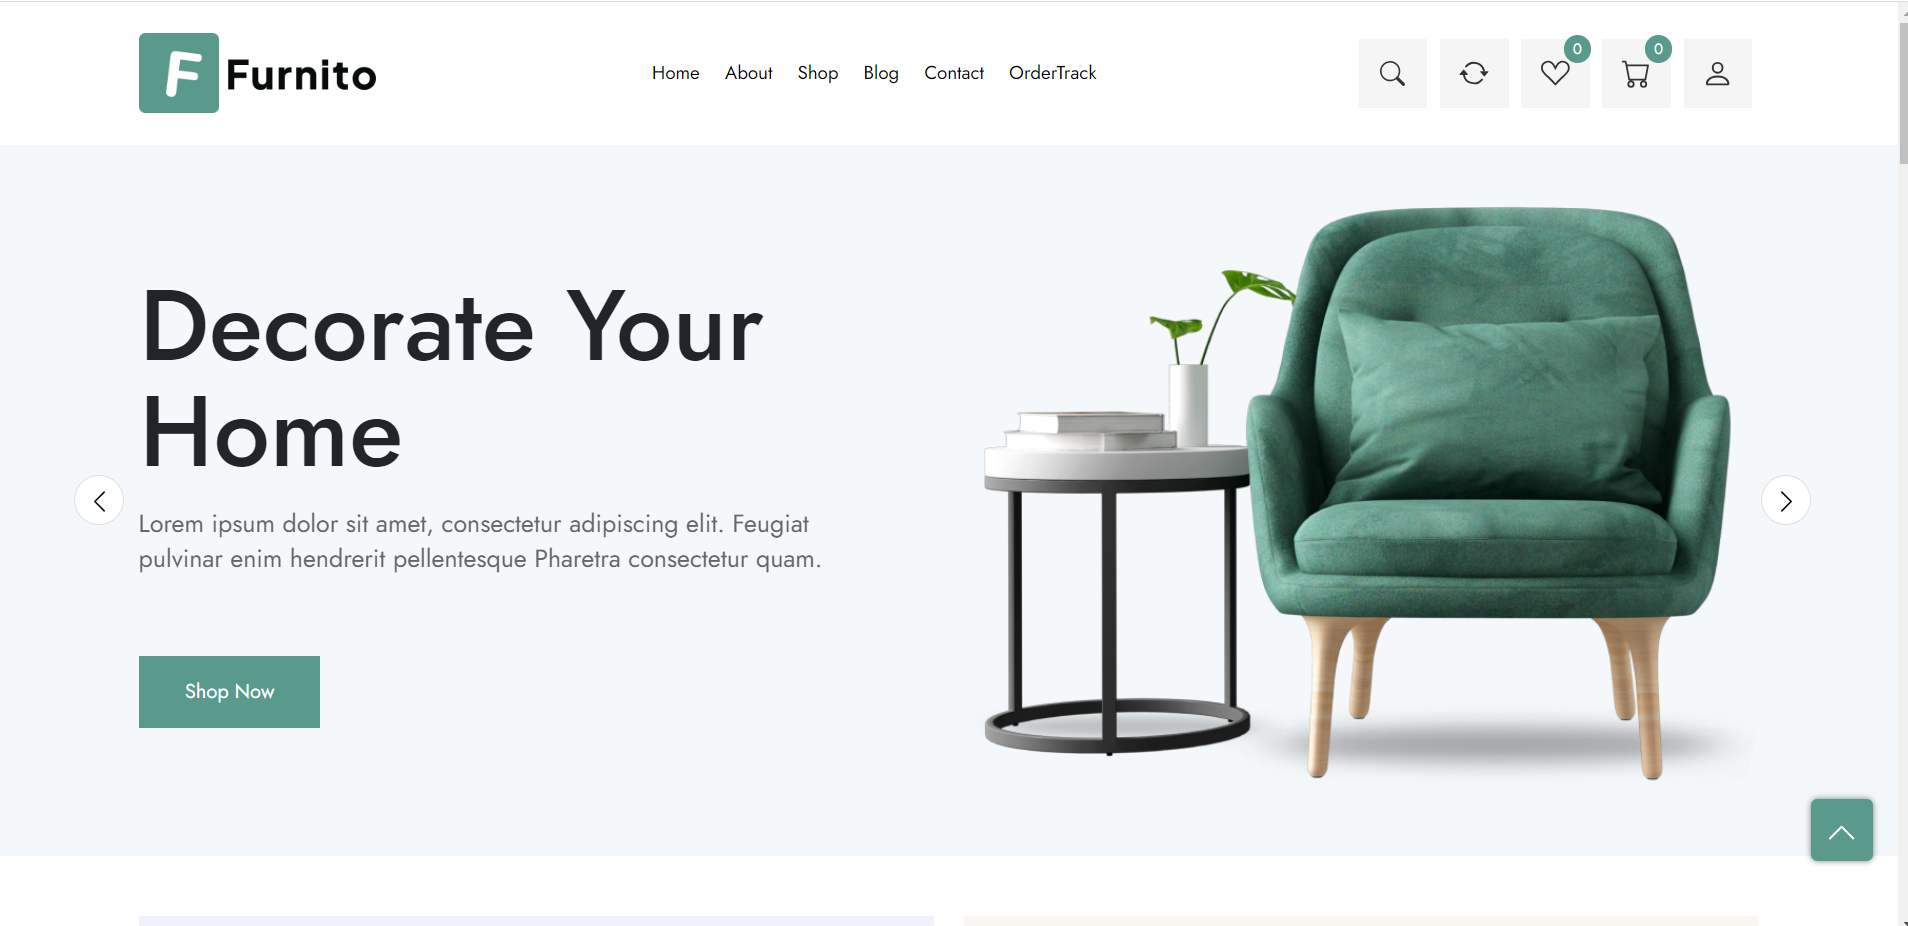 F Furnito
Home About Shop Blog Contact OrderTrack
0
0
Decorate Your
Home
Lorem ipsum dolor sit amet, consectetur adipiscing elit. Feugiat
pulvinar enim hendrerit pellentesque Pharetra consectetur quam.
Shop Now